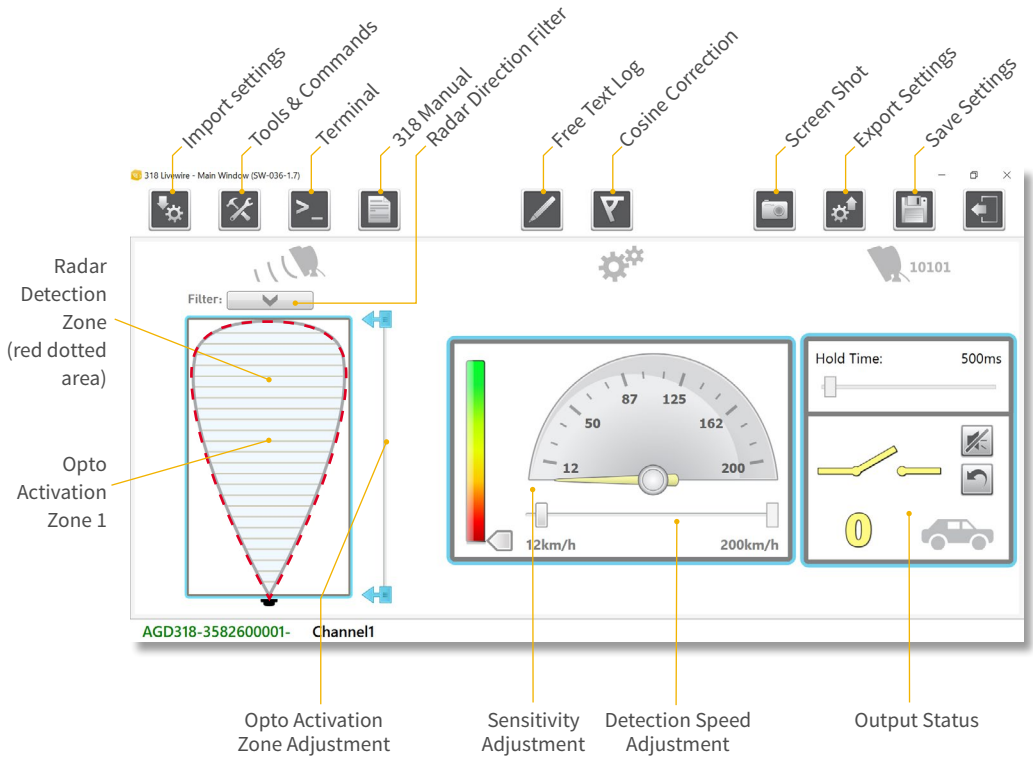 Import settings
Tools & Commands
Terminal
318 Manual
Radar Direction Filter
Free Text Log
Cosine Correction
Screen Shot
Export Settings
Save Settings
318 Livewire - Main Window (SW-036-1.7)
>_
10101
Filter:
Radar
Detection
Zone
(red dotted
area)
Opto
Activation
Zone 1
12
50
87
125
162
200
12km/h
200km/h
Hold Time:
500ms
0
AGD318-3582600001-
Channel1
Opto Activation
Zone Adjustment
Sensitivity
Adjustment
Detection Speed
Adjustment
Output Status